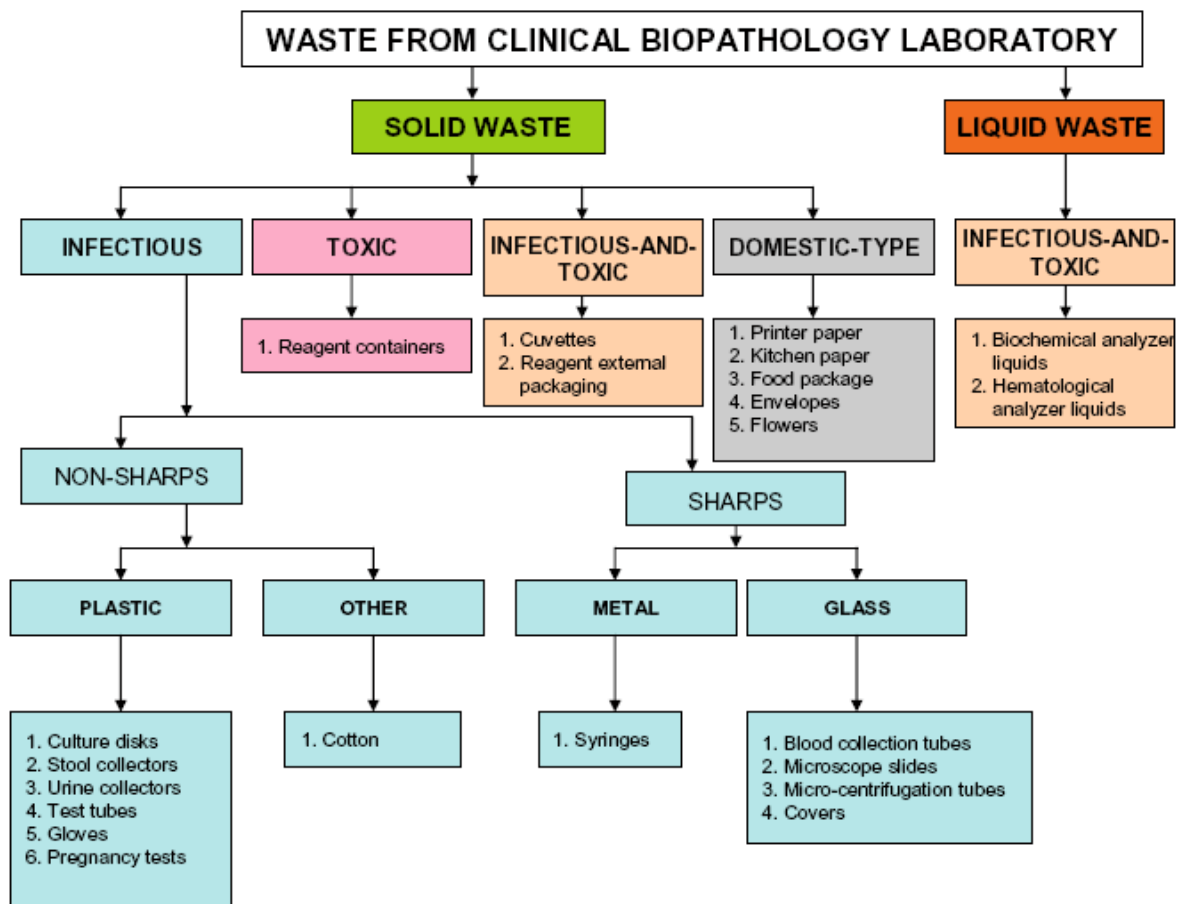 WASTE FROM CLINICAL BIOPATHOLOGY LABORATORY
SOLID WASTE
LIQUID WASTE
INFECTIOUS
TOXIC
INFECTIOUS-AND-
TOXIC
DOMESTIC-TYPE
INFECTIOUS-AND-
TOXIC
1. Reagent containers
1. Cuvettes
2. Reagent external
packaging
1. Printer paper
2. Kitchen paper
3. Food package
4. Envelopes
5. Flowers
1. Biochemical analyzer
liquids
2. Hematological
analyzer liquids
NON-SHARPS
SHARPS
PLASTIC
OTHER
METAL
GLASS
1. Culture disks
2. Stool collectors
3. Urine collectors
4. Test tubes
5. Gloves
6. Pregnancy tests
1. Cotton
1. Syringes
1. Blood collection tubes
2. Microscope slides
3. Micro-centrifugation tubes
4. Covers